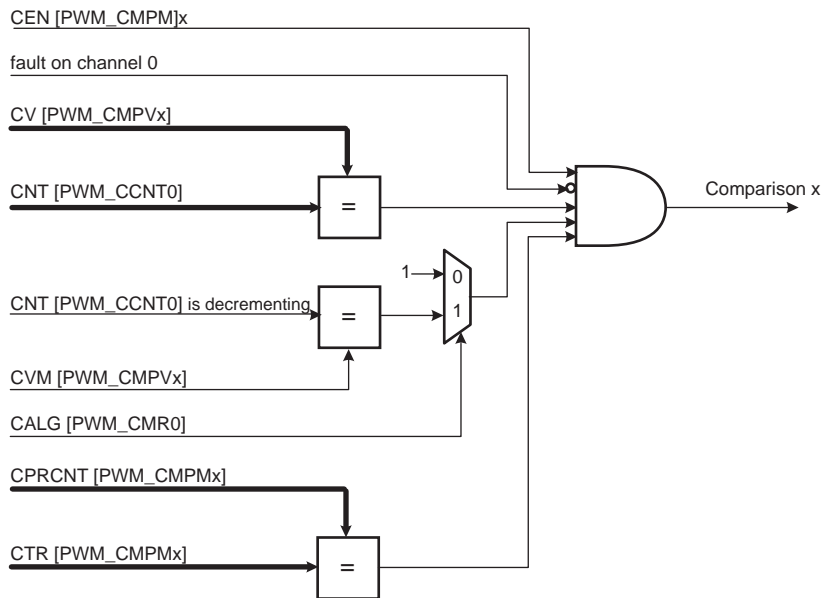 CEN [PWM_CMPM]x
fault on channel 0
CV [PWM_CMPVx]
CNT [PWM_CCNT0]
=
Comparison x
1
0
CNT [PWM_CCNT0] is decrementing
=
1
CVM [PWM_CMPVx]
CALG [PWM_CMR0]
CPRCNT [PWM_CMPMx]
CTR [PWM_CMPMx]
=